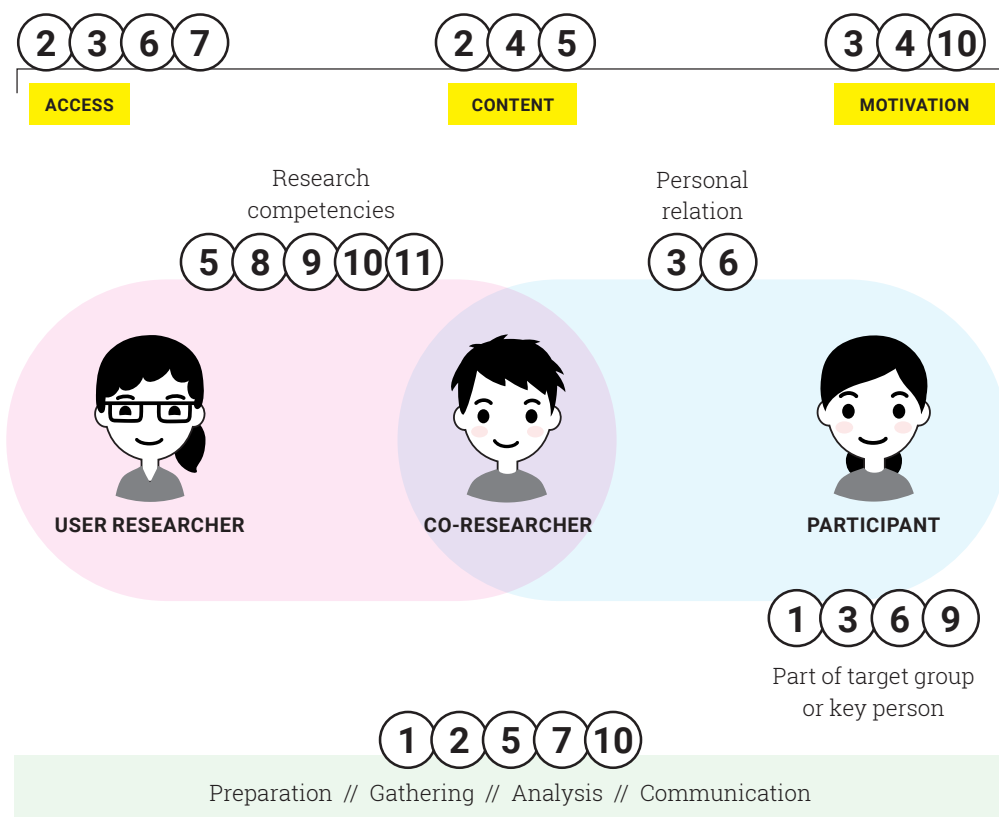 2 3 6 7
2 4 5
3 4 10
ACCESS
CONTENT
MOTIVATION
Research
competencies
5 8 9 10 11
Personal
relation
3 6
USER RESEARCHER
CO-RESEARCHER
PARTICIPANT
1 3 6 9
Part of target group
or key person
1 2 5 7 10
Preparation // Gathering // Analysis // Communication